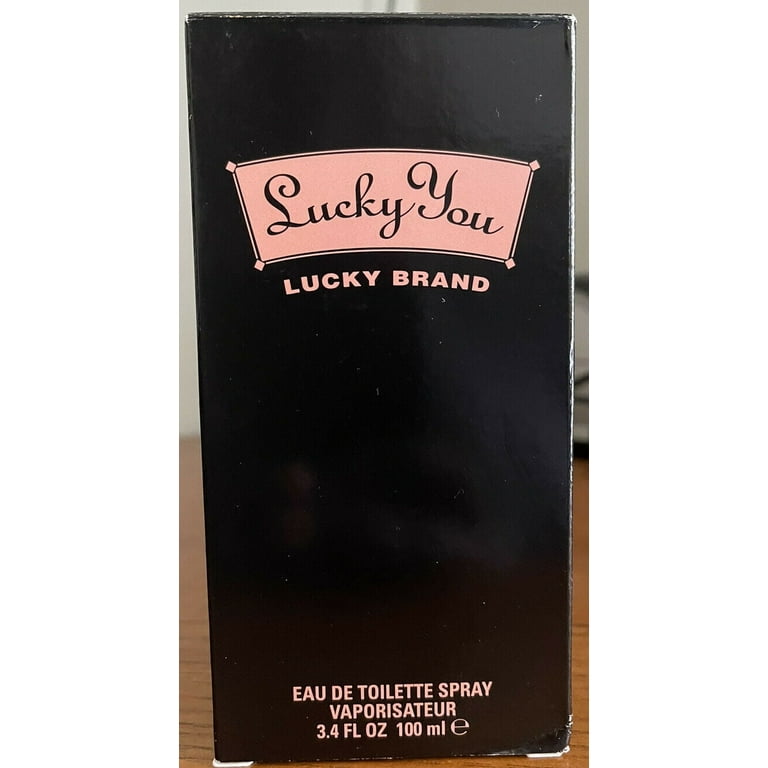 Lucky You
LUCKY BRAND
EAU DE TOILETTE SPRAY
VAPORISATEUR
3.4 FL OZ 100 ml ℮